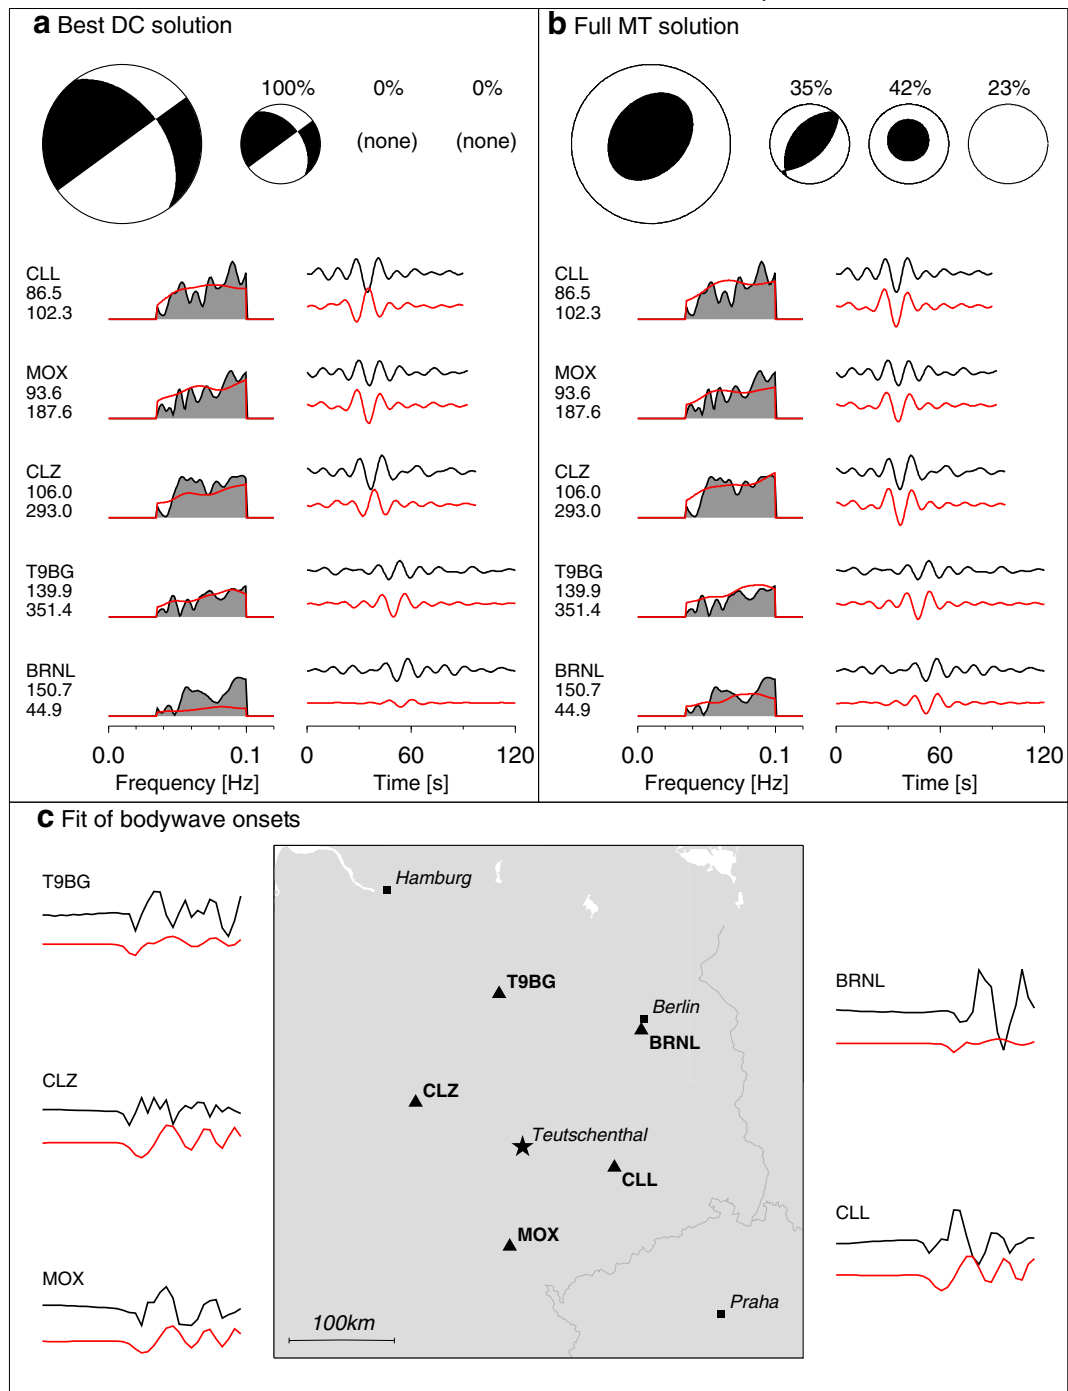 a Best DC solution
100% 0% 0%
(none) (none)
CLL
86.5
102.3
MOX
93.6
187.6
CLZ
106.0
293.0
T9BG
139.9
351.4
BRNL
150.7
44.9
0.0 0.1 0 60 120
Frequency [Hz] Time [s]
b Full MT solution
35% 42% 23%
CLL
86.5
102.3
MOX
93.6
187.6
CLZ
106.0
293.0
T9BG
139.9
351.4
BRNL
150.7
44.9
0.0 0.1 0 60 120
Frequency [Hz] Time [s]
c Fit of bodywave onsets
T9BG
CLZ
MOX
Hamburg
T9BG
Berlin
BRNL
CLZ
Teutschenthal
CLL
MOX
Praha
100km
BRNL
CLL